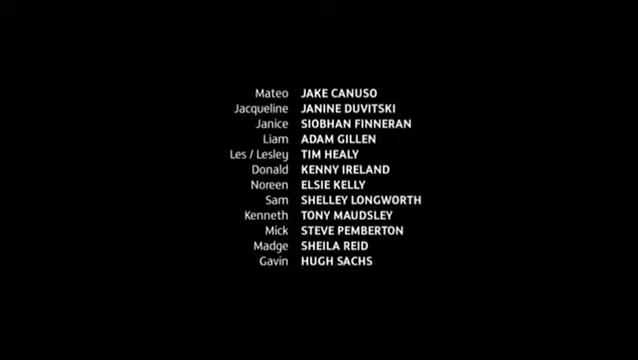 Mateo JAKE CANUSO
Jacqueline JANINE DUVITSKI
Janice SIOBHAN FINNERAN
Liam ADAM GILLEN
Les / Lesley TIM HEALY
Donald KENNY IRELAND
Noreen ELSIE KELLY
Sam SHELLEY LONGWORTH
Kenneth TONY MAUDSLEY
Mick STEVE PEMBERTON
Madge SHEILA REID
Gavin HUGH SACHS